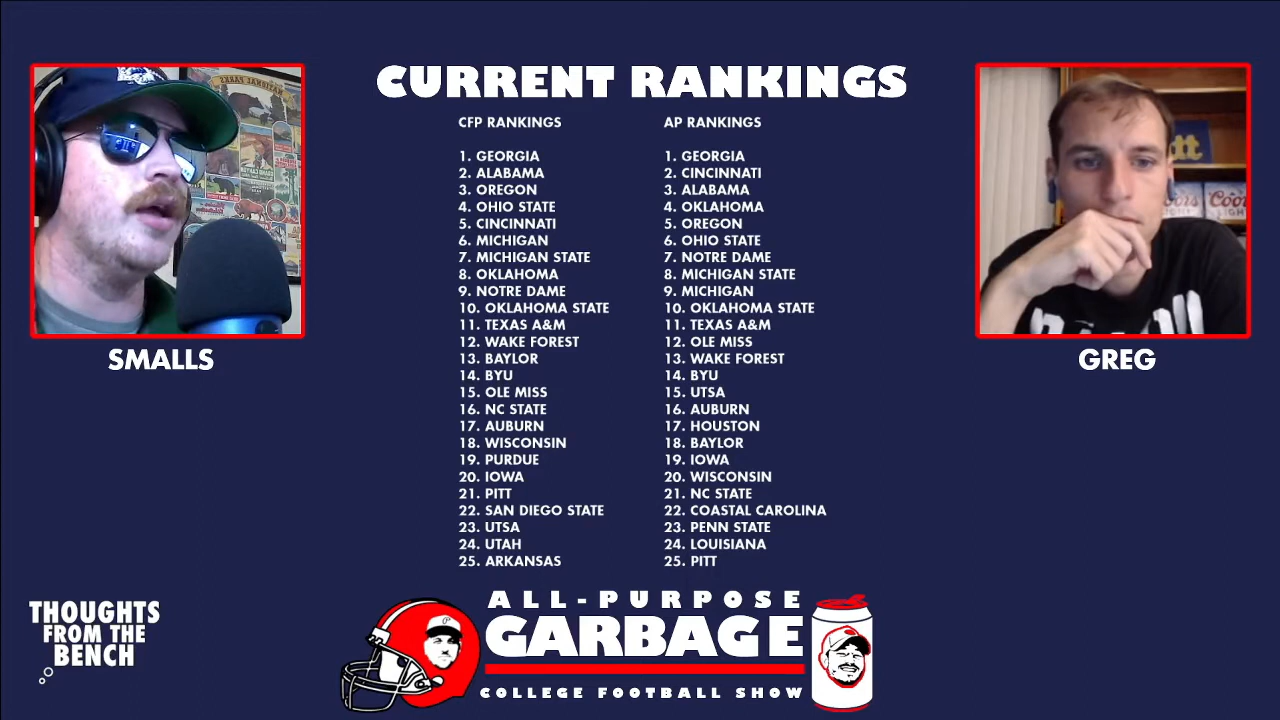 CURRENT RANKINGS
CFP RANKINGS
1. GEORGIA
2. ALABAMA
3. OREGON
4. OHIO STATE
5. CINCINNATI
6. MICHIGAN
7. MICHIGAN STATE
8. OKLAHOMA
9. NOTRE DAME
10. OKLAHOMA STATE
11. TEXAS A&M
12. WAKE FOREST
13. BAYLOR
14. BYU
15. OLE MISS
16. NC STATE
17. AUBURN
18. WISCONSIN
19. PURDUE
20. IOWA
21. PITT
22. SAN DIEGO STATE
23. UTSA
24. UTAH
25. ARKANSAS
AP RANKINGS
1. GEORGIA
2. CINCINNATI
3. ALABAMA
4. OKLAHOMA
5. OREGON
6. OHIO STATE
7. NOTRE DAME
8. MICHIGAN STATE
9. MICHIGAN
10. OKLAHOMA STATE
11. TEXAS A&M
12. OLE MISS
13. WAKE FOREST
14. BYU
15. UTSA
16. AUBURN
17. HOUSTON
18. BAYLOR
19. IOWA
20. WISCONSIN
21. NC STATE
22. COASTAL CAROLINA
23. PENN STATE
24. LOUISIANA
25. PITT
SMALLS
GREG
THOUGHTS
FROM THE
BENCH
ALL-PURPOSE
GARBAGE
COLLEGE FOOTBALL SHOW